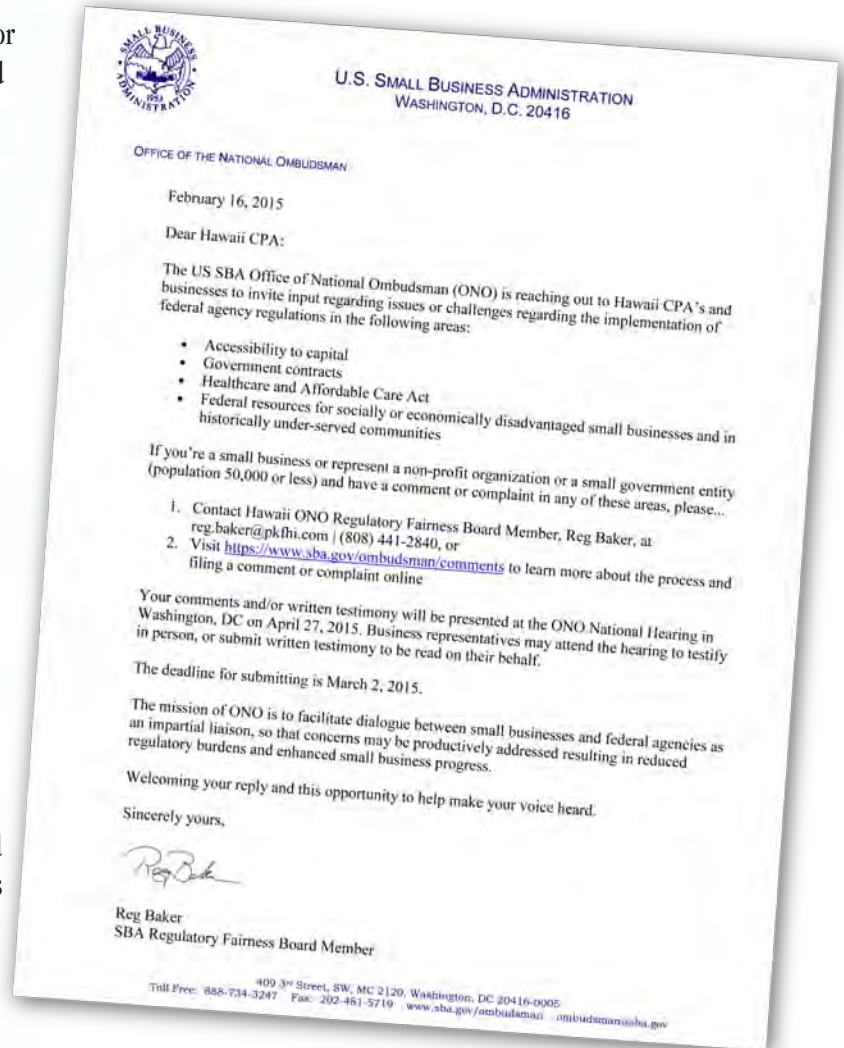 or
SMALL BUSINESS
ADMINISTRATION
1953
U.S. SMALL BUSINESS ADMINISTRATION
WASHINGTON, D.C. 20416
OFFICE OF THE NATIONAL OMBUDSMAN
February 16, 2015
Dear Hawaii CPA:
The US SBA Office of National Ombudsman (ONO) is reaching out to Hawaii CPA's and
businesses to invite input regarding issues or challenges regarding the implementation of
federal agency regulations in the following areas:
• Accessibility to capital
• Government contracts
• Healthcare and Affordable Care Act
• Federal resources for socially or economically disadvantaged small businesses and in
historically under-served communities
If you're a small business or represent a non-profit organization or a small government entity
(population 50,000 or less) and have a comment or complaint in any of these areas, please...
1. Contact Hawaii ONO Regulatory Fairness Board Member, Reg Baker, at
reg.baker@pkfhi.com | (808) 441-2840, or
2. Visit https://www.sba.gov/ombudsman/comments to learn more about the process and
filing a comment or complaint online
Your comments and/or written testimony will be presented at the ONO National Hearing in
Washington, DC on April 27, 2015. Business representatives may attend the hearing to testify
in person, or submit written testimony to be read on their behalf.
The deadline for submitting is March 2, 2015.
The mission of ONO is to facilitate dialogue between small businesses and federal agencies as
an impartial liaison, so that concerns may be productively addressed resulting in reduced
regulatory burdens and enhanced small business progress.
Welcoming your reply and this opportunity to help make your voice heard.
Sincerely yours,
Reg Baker
Reg Baker
SBA Regulatory Fairness Board Member
409 3rd Street, SW, MC 2120, Washington, DC 20416-0005
Toll Free: 888-734-3247 Fax: 202-481-5719 www.sba.gov/ombudsman ombudsman@sba.gov